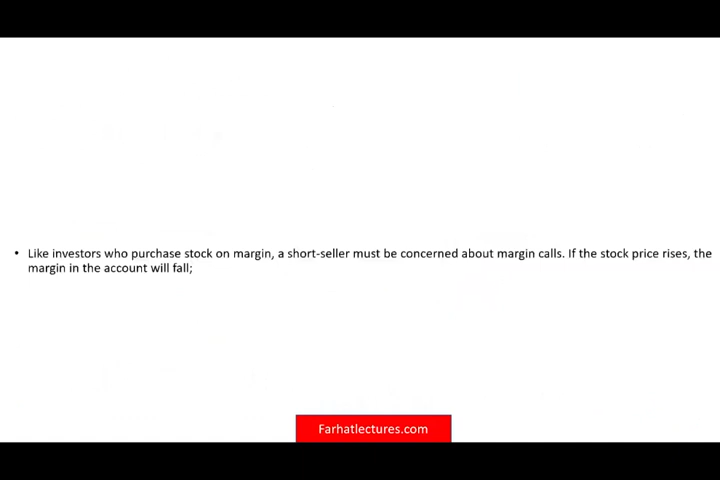 • Like investors who purchase stock on margin, a short-seller must be concerned about margin calls. If the stock price rises, the
margin in the account will fall;
Farhatlectures.com